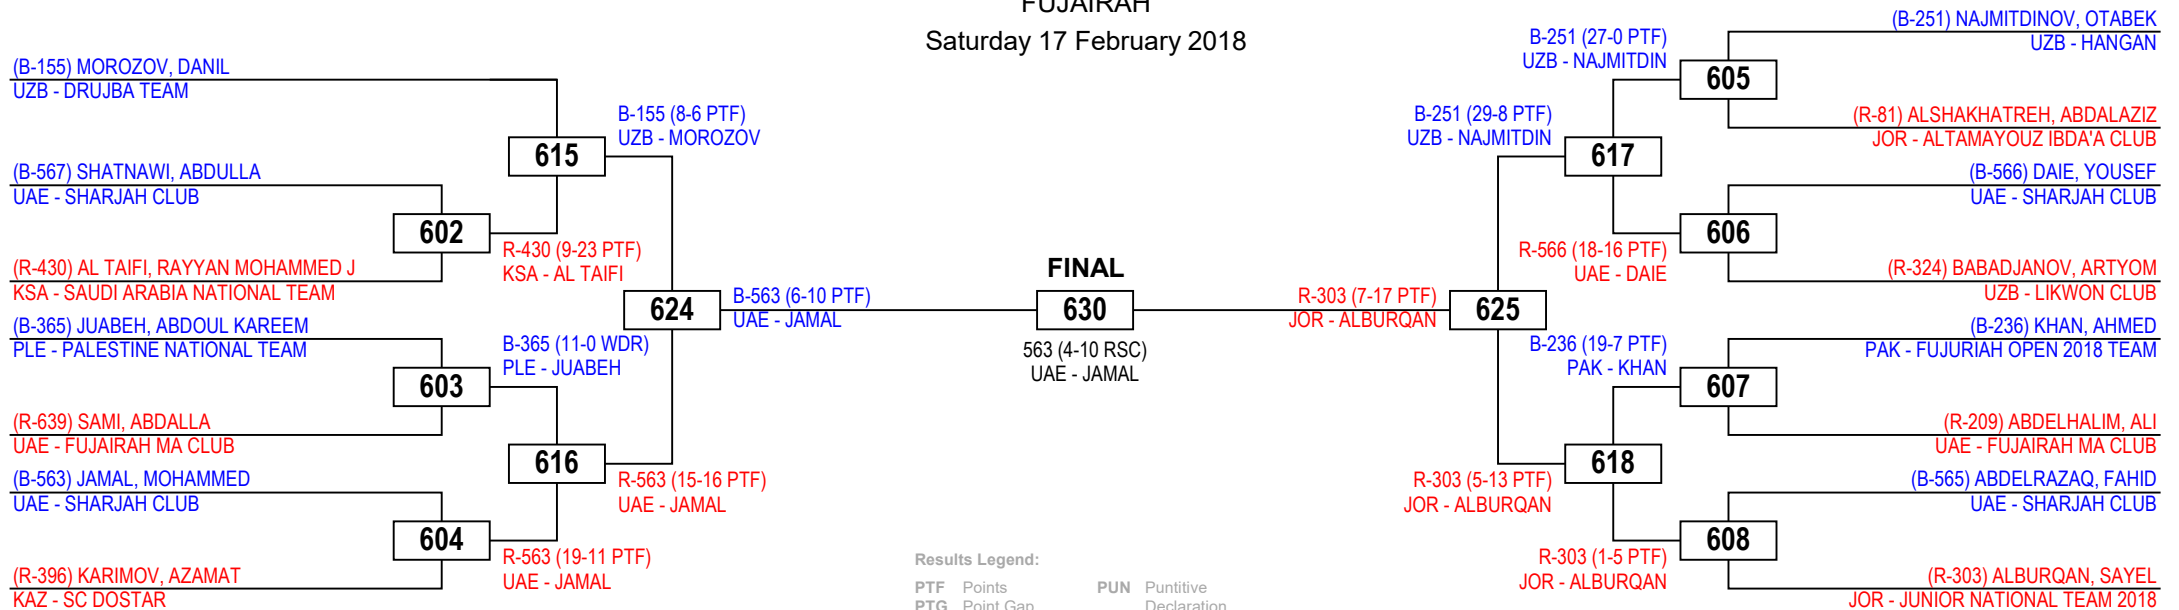 FUJAIRAH
Saturday 17 February 2018
(B-155) MOROZOV, DANIL
UZB - DRUJBA TEAM
(B-567) SHATNAWI, ABDULLA
UAE - SHARJAH CLUB
(R-430) AL TAIFI, RAYYAN MOHAMMED J
KSA - SAUDI ARABIA NATIONAL TEAM
(B-365) JUABEH, ABDOUL KAREEM
PLE - PALESTINE NATIONAL TEAM
(R-639) SAMI, ABDALLA
UAE - FUJAIRAH MA CLUB
(B-563) JAMAL, MOHAMMED
UAE - SHARJAH CLUB
(R-396) KARIMOV, AZAMAT
KAZ - SC DOSTAR
602
603
604
R-430 (9-23 PTF)
KSA - AL TAIFI
B-365 (11-0 WDR)
PLE - JUABEH
R-563 (19-11 PTF)
UAE - JAMAL
615
616
B-155 (8-6 PTF)
UZB - MOROZOV
R-563 (15-16 PTF)
UAE - JAMAL
624
B-563 (6-10 PTF)
UAE - JAMAL
FINAL
630
563 (4-10 RSC)
UAE - JAMAL
R-303 (7-17 PTF)
JOR - ALBURQAN
625
B-251 (29-8 PTF)
UZB - NAJMITDIN
R-303 (5-13 PTF)
JOR - ALBURQAN
617
618
B-251 (27-0 PTF)
UZB - NAJMITDIN
R-566 (18-16 PTF)
UAE - DAIE
B-236 (19-7 PTF)
PAK - KHAN
R-303 (1-5 PTF)
JOR - ALBURQAN
605
606
607
608
(B-251) NAJMITDINOV, OTABEK
UZB - HANGAN
(R-81) ALSHAKHATREH, ABDALAZIZ
JOR - ALTAMAYOUZ IBDA'A CLUB
(B-566) DAIE, YOUSEF
UAE - SHARJAH CLUB
(R-324) BABADJANOV, ARTYOM
UZB - LIKWON CLUB
(B-236) KHAN, AHMED
PAK - FUJURIAH OPEN 2018 TEAM
(R-209) ABDELHALIM, ALI
UAE - FUJAIRAH MA CLUB
(B-565) ABDELRAZAQ, FAHID
UAE - SHARJAH CLUB
(R-303) ALBURQAN, SAYEL
JOR - JUNIOR NATIONAL TEAM 2018
Results Legend:
PTF Points PUN Puntitive
PTG Point Gap Declaration